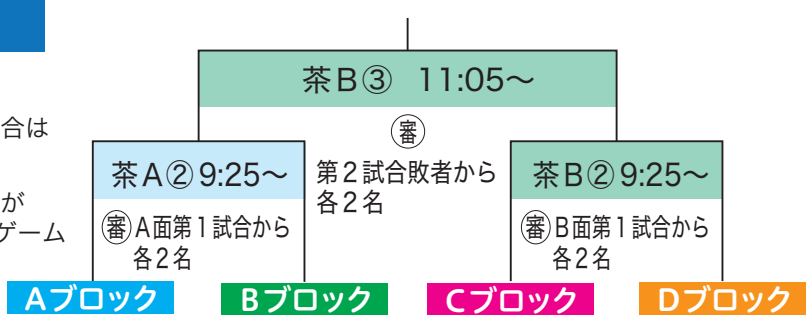 茶B③ 11:05〜
審
合は
茶A②9:25〜
第2試合敗者から
各2名
茶B②9:25〜
が
ゲーム
審A面第1試合から
各2名
審B面第1試合から
各2名
Aブロック
Bブロック
Cブロック
Dブロック